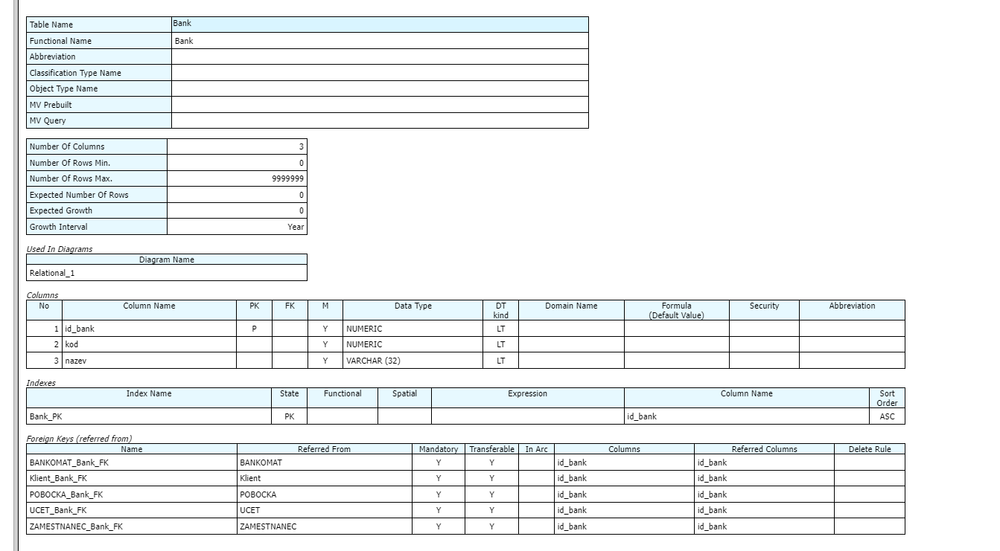 Table Name Bank
Functional Name Bank
Abbreviation
Classification Type Name
Object Type Name
MV Prebuilt
MV Query
Number Of Columns 3
Number Of Rows Min. 0
Number Of Rows Max. 9999999
Expected Number Of Rows 0
Expected Growth 0
Growth Interval Year
Used In Diagrams
Diagram Name
Relational_1
Columns
No Column Name PK FK M Data Type DT kind Domain Name Formula (Default Value) Security Abbreviation
1 id_bank P Y NUMERIC LT
2 kod Y NUMERIC LT
3 nazev Y VARCHAR (32) LT
Indexes
Index Name State Functional Spatial Expression Column Name Sort Order
Bank_PK PK id_bank ASC
Foreign Keys (referred from)
Name Referred From Mandatory Transferable In Arc Columns Referred Columns Delete Rule
BANKOMAT_Bank_FK BANKOMAT Y Y id_bank id_bank
Klient_Bank_FK Klient Y Y id_bank id_bank
POBOCKA_Bank_FK POBOCKA Y Y id_bank id_bank
UCET_Bank_FK UCET Y Y id_bank id_bank
ZAMESTNANEC_Bank_FK ZAMESTNANEC Y Y id_bank id_bank